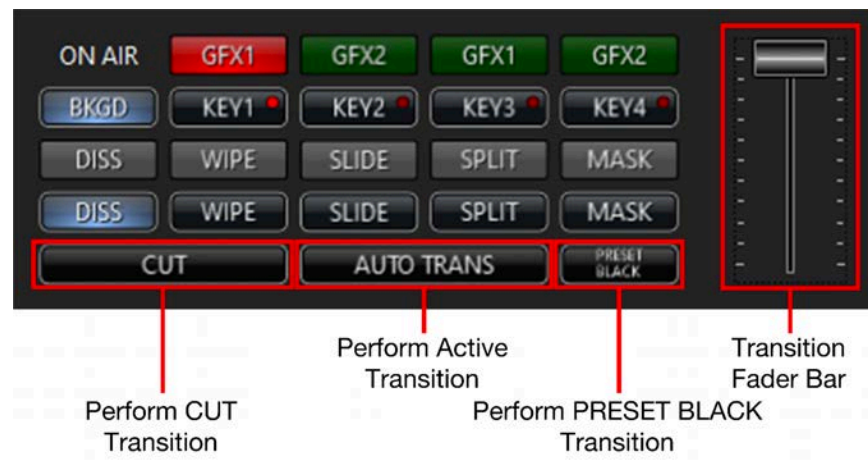 ON AIR GFX1 GFX2 GFX1 GFX2
BKGD KEY1 KEY2 KEY3 KEY4
DISS WIPE SLIDE SPLIT MASK
DISS WIPE SLIDE SPLIT MASK
CUT AUTO TRANS PRESET
BLACK
Perform Active
Transition
Transition
Fader Bar
Perform CUT
Transition
Perform PRESET BLACK
Transition